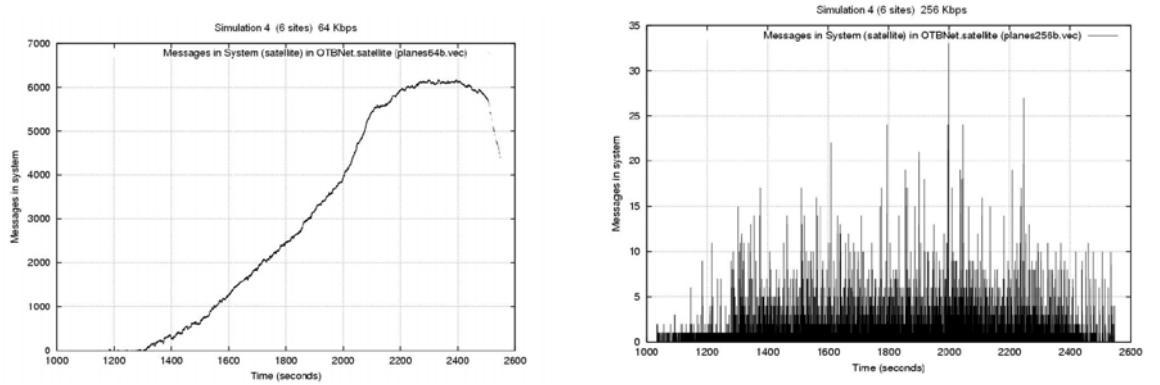 Simulation 4 (6 sites) 64 Kbps
Messages in System (satellite) in OTBNet.satellite (planes64b.vec)
7000
6000
5000
4000
3000
2000
1000
0
Messages in system
1000 1200 1400 1600 1800 2000 2200 2400 2600
Time (seconds)
Simulation 4 (6 sites) 256 Kbps
Messages in System (satellite) in OTBNet.satellite (planes256b.vec)
35
30
25
20
15
10
5
0
Messages in system
1000 1200 1400 1600 1800 2000 2200 2400 2600
Time (seconds)